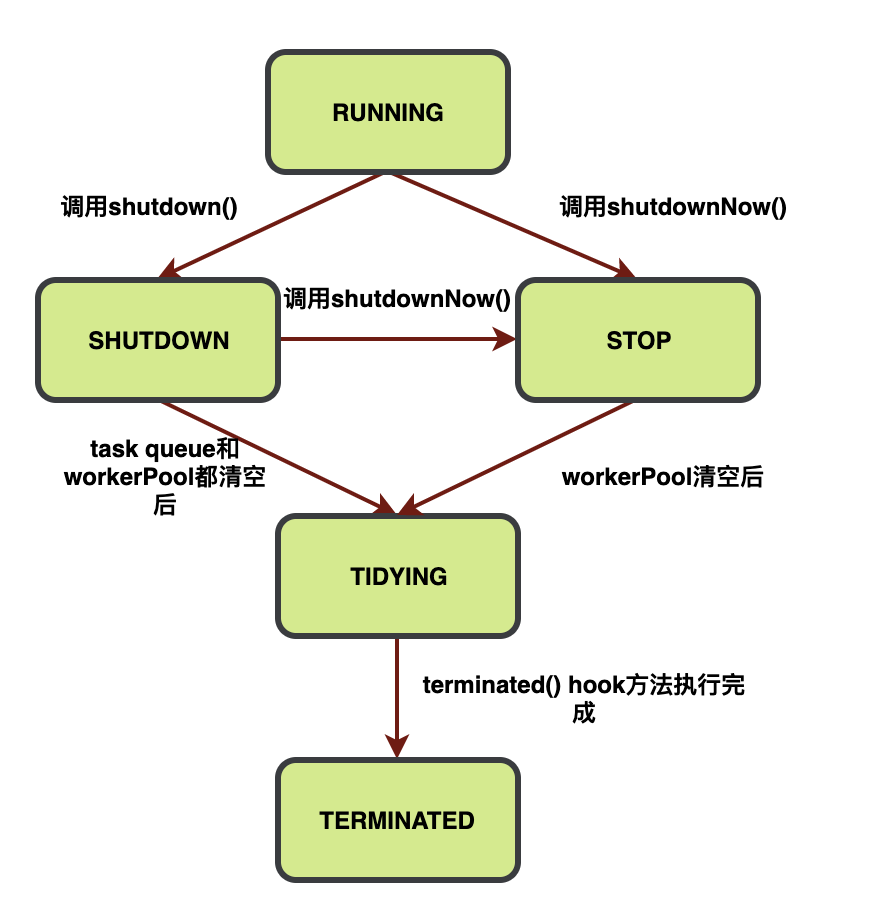 RUNNING
调用shutdown()
调用shutdownNow()
调用shutdownNow()
SHUTDOWN
STOP
task queue和
workerPool都清空
后
workerPool清空后
TIDYING
terminated() hook方法执行完
成
TERMINATED